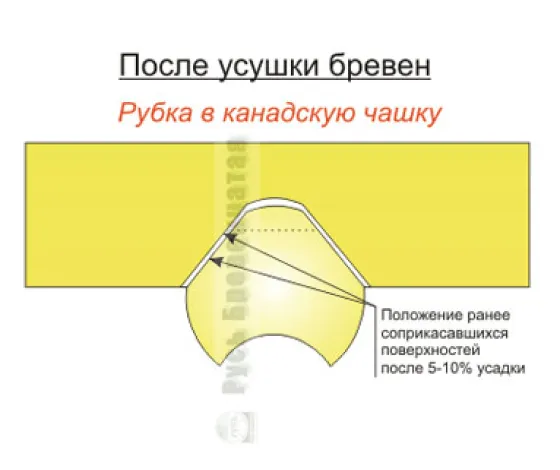 После усушки бревен
Рубка в канадскую чашку
Русь Бревенчатая
Положение ранее
соприкасавшихся
поверхностей
после 5-10% усадки